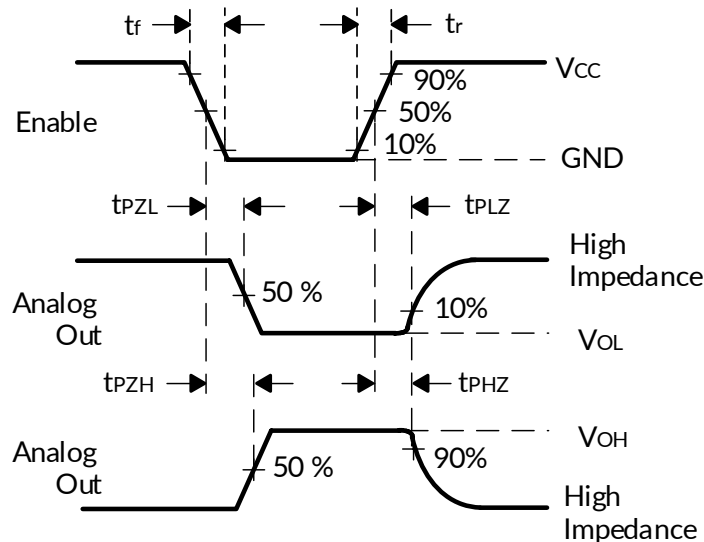 tf
tr
VCC
90%
50%
10%
Enable
GND
tPZL
tPLZ
High
Impedance
50 %
10%
Analog
Out
VOL
tPZH
tPHZ
VOH
Analog
Out
50 %
90%
High
Impedance